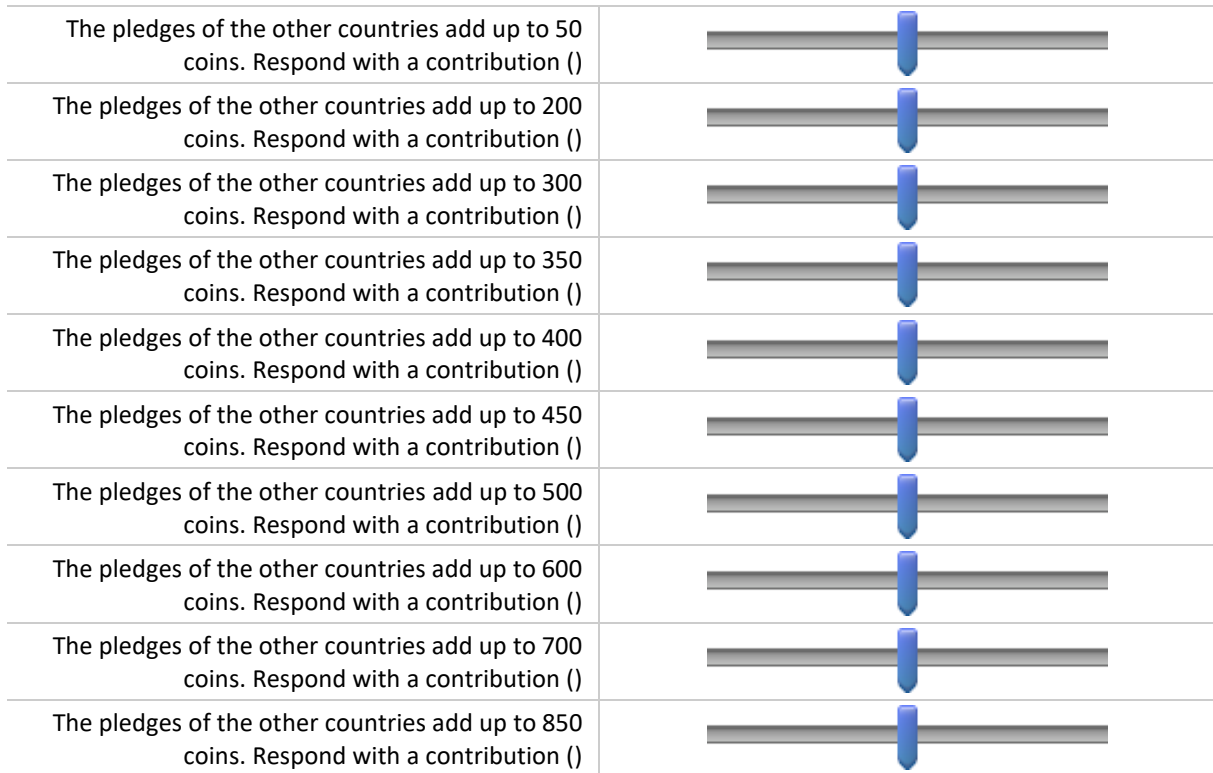 The pledges of the other countries add up to 50
coins. Respond with a contribution ()
The pledges of the other countries add up to 200
coins. Respond with a contribution ()
The pledges of the other countries add up to 300
coins. Respond with a contribution ()
The pledges of the other countries add up to 350
coins. Respond with a contribution ()
The pledges of the other countries add up to 400
coins. Respond with a contribution ()
The pledges of the other countries add up to 450
coins. Respond with a contribution ()
The pledges of the other countries add up to 500
coins. Respond with a contribution ()
The pledges of the other countries add up to 600
coins. Respond with a contribution ()
The pledges of the other countries add up to 700
coins. Respond with a contribution ()
The pledges of the other countries add up to 850
coins. Respond with a contribution ()